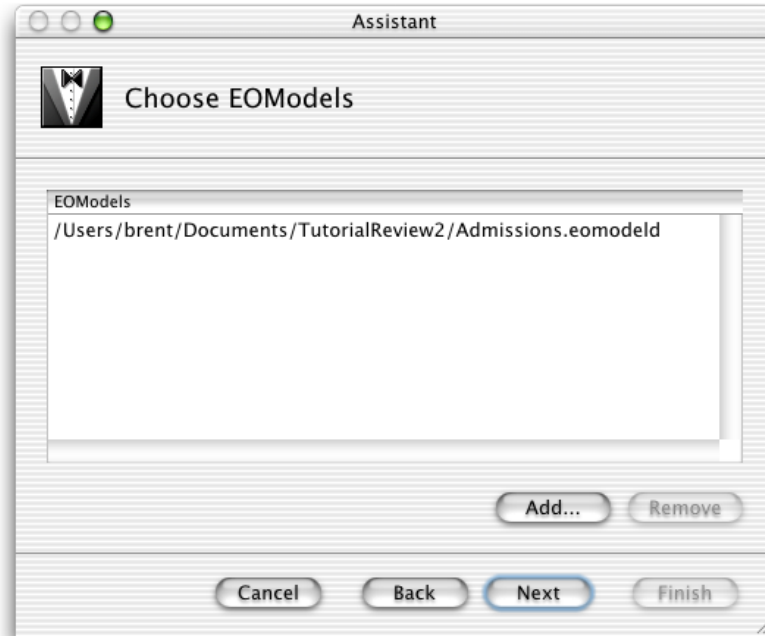 Assistant
Choose EOModels
EOModels
/Users/brent/Documents/TutorialReview2/Admissions.eomodeld
Add... Remove
Cancel Back Next Finish